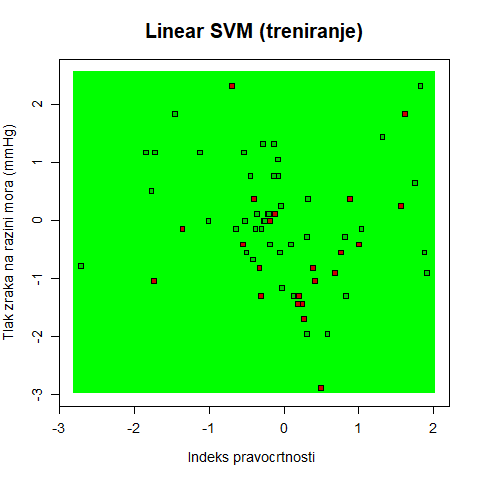 Linear SVM (treniranje)
Tlak zraka na razini mora (mmHg)
2
1
0
-1
-2
-3
-3 -2 -1 0 1 2
Indeks pravocrtnosti